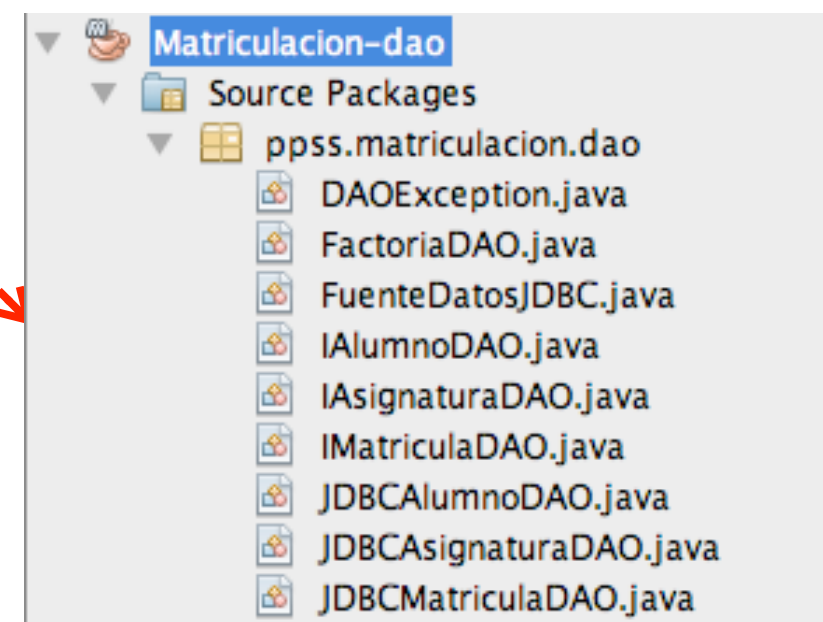 Matriculacion-dao
Source Packages
ppss.matriculacion.dao
DAOException.java
FactoriaDAO.java
FuenteDatosJDBC.java
IAlumnoDAO.java
IAsignaturaDAO.java
IMatriculaDAO.java
JDBCAlumnoDAO.java
JDBCAsignaturaDAO.java
JDBCMatriculaDAO.java